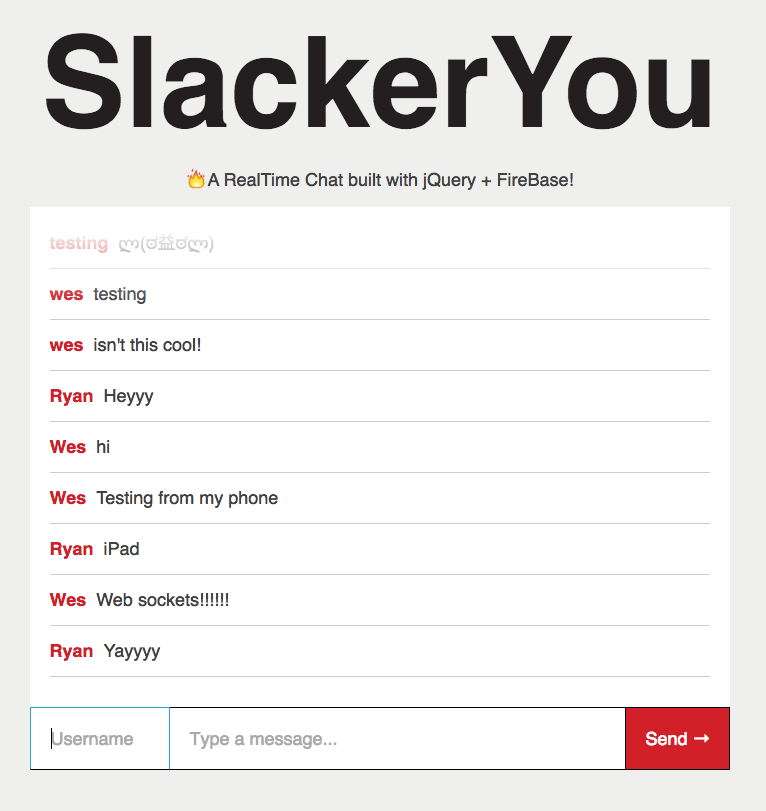 SlackerYou
🔥A RealTime Chat built with jQuery + FireBase!
testing ლ(ಠ益ಠლ)
wes testing
wes isn't this cool!
Ryan Heyyy
Wes hi
Wes Testing from my phone
Ryan iPad
Wes Web sockets!!!!!!
Ryan Yayyyy
Username Type a message... Send →